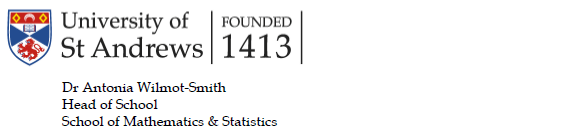 University of
St Andrews
FOUNDED
1413
Dr Antonia Wilmot-Smith
Head of School
School of Mathematics & Statistics